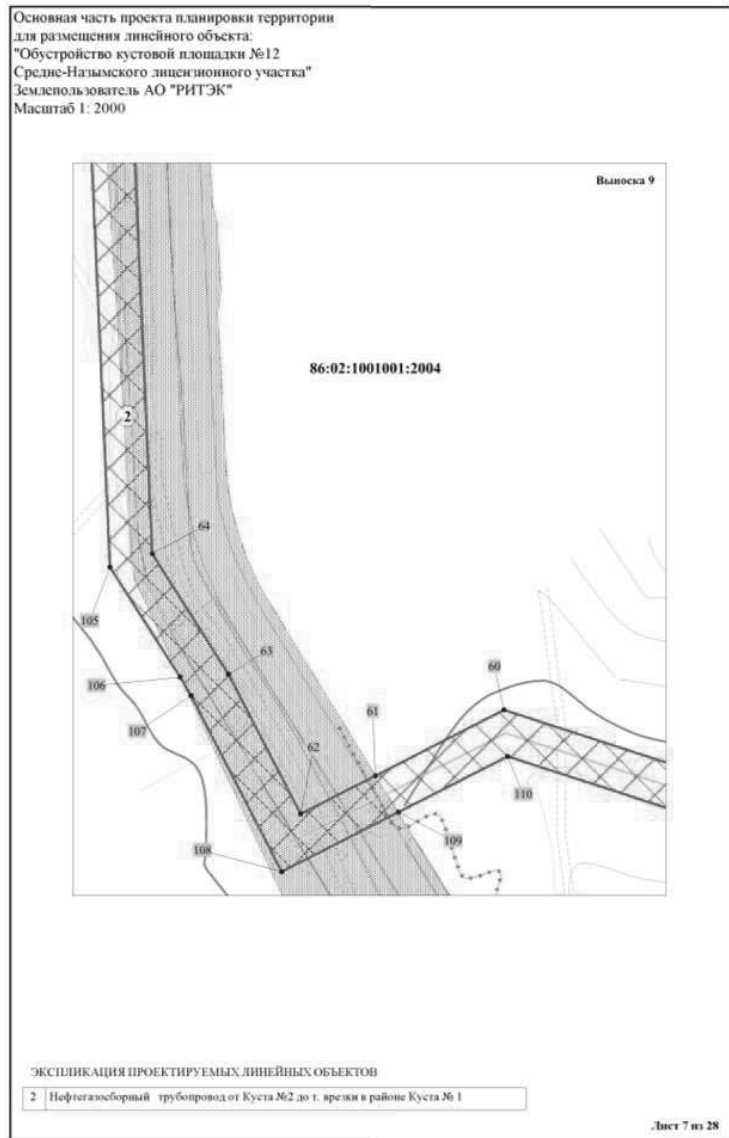 Основная часть проекта планировки территории
для размещения линейного объекта:
"Обустройство кустовой площадки №12
Средне-Назымского лицензионного участка"
Землепользователь АО "РИТЭК"
Масштаб 1: 2000
Выноска 9
86:02:1001001:2004
2
64
105
63
106
60
107
61
62
110
109
108
ЭКСПЛИКАЦИЯ ПРОЕКТИРУЕМЫХ ЛИНЕЙНЫХ ОБЪЕКТОВ
2 Нефтегазосборный трубопровод от Куста №2 до т. врезки в районе Куста № 1
Лист 7 из 28